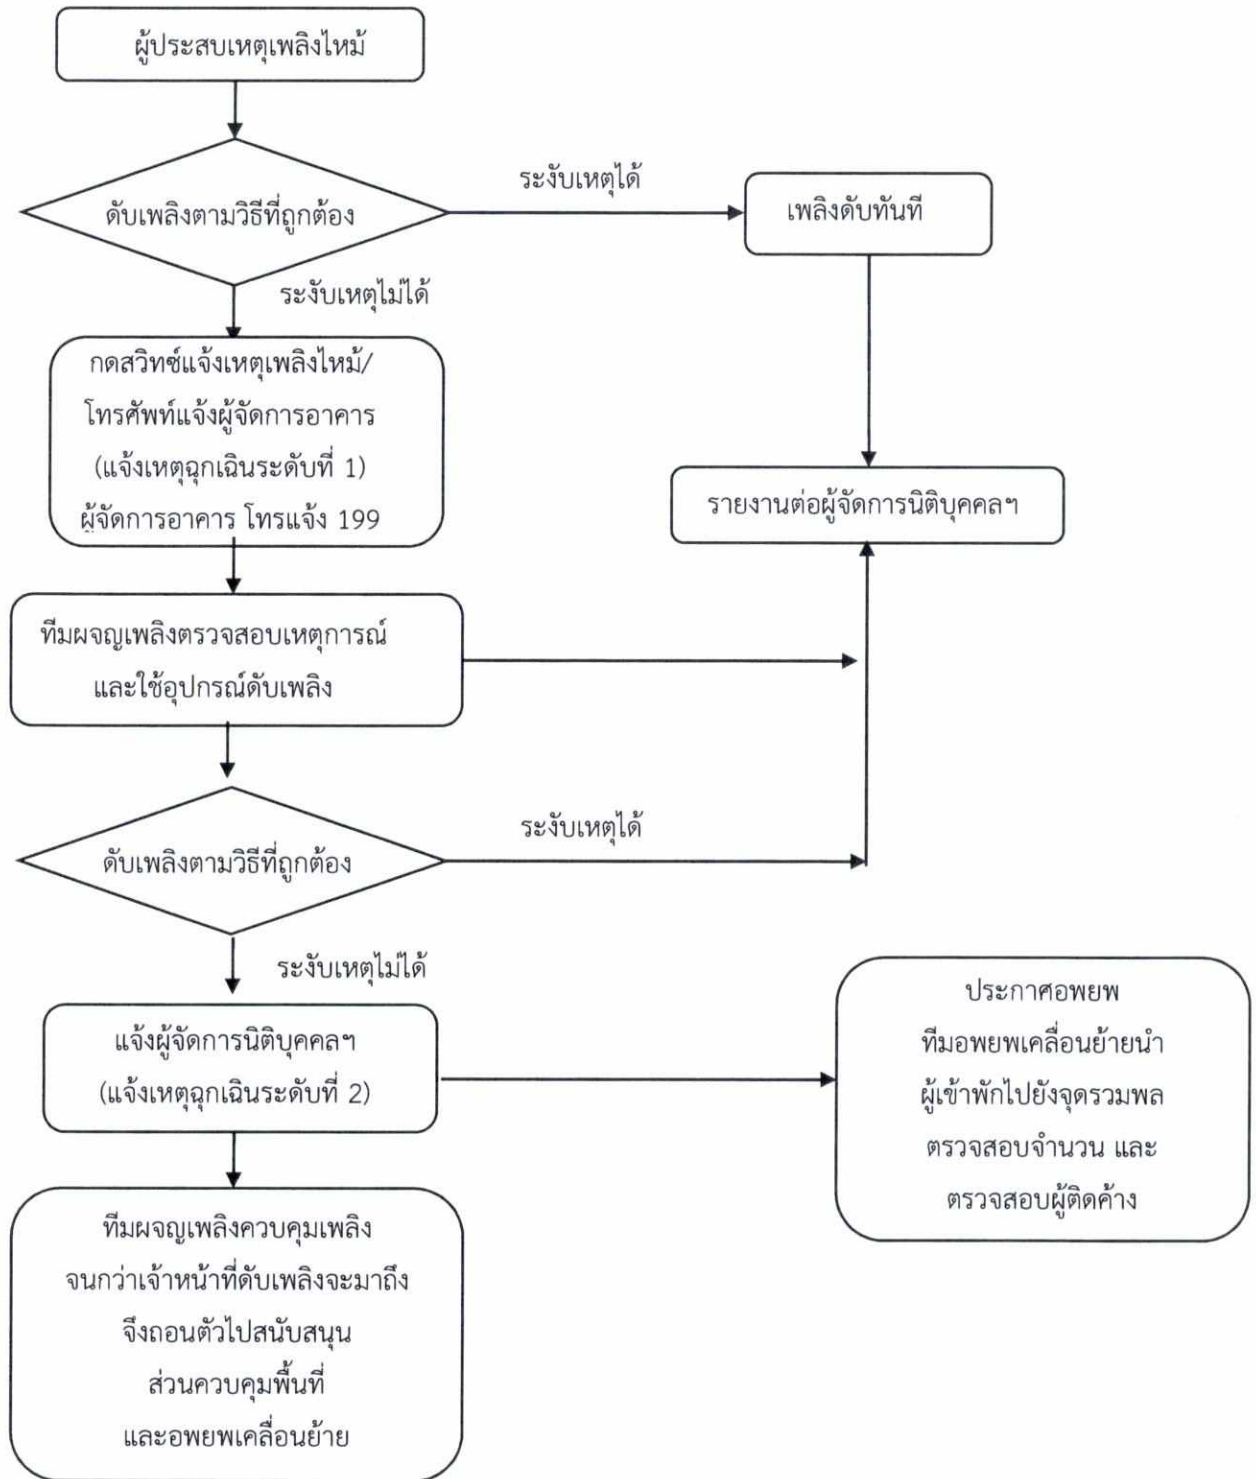 ผู้ประสบเหตุเพลิงไหม้
ระงับเหตุได้
ดับเพลิงตามวิธีที่ถูกต้อง
เพลิงดับทันที
ระงับเหตุไม่ได้
กดสวิทซ์แจ้งเหตุเพลิงไหม้/
โทรศัพท์แจ้งผู้จัดการอาคาร
(แจ้งเหตุฉุกเฉินระดับที่ 1)
ผู้จัดการอาคาร โทรแจ้ง 199
รายงานต่อผู้จัดการนิติบุคคลฯ
ทีมผจญเพลิงตรวจสอบเหตุการณ์
และใช้อุปกรณ์ดับเพลิง
ระงับเหตุได้
ดับเพลิงตามวิธีที่ถูกต้อง
ระงับเหตุไม่ได้
แจ้งผู้จัดการนิติบุคคลฯ
(แจ้งเหตุฉุกเฉินระดับที่ 2)
ประกาศอพยพ
ทีมอพยพเคลื่อนย้ายนำ
ผู้เข้าพักไปยังจุดรวมพล
ตรวจสอบจำนวน และ
ตรวจสอบผู้ติดค้าง
ทีมผจญเพลิงควบคุมเพลิง
จนกว่าเจ้าหน้าที่ดับเพลิงจะมาถึง
จึงถอนตัวไปสนับสนุน
ส่วนควบคุมพื้นที่
และอพยพเคลื่อนย้าย